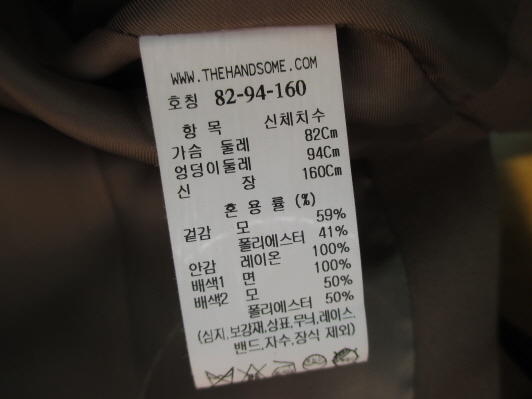 WWW.THEHANDSOME.COM
호칭 82-94-160
항 목 신체치수
가슴 둘레 82Cm
엉덩이둘레 94Cm
신 장 160Cm
혼 용 률 (%)
겉감 모 59%
폴리에스터 41%
안감 레이온 100%
배색1 면 100%
배색2 모 50%
폴리에스터 50%
(심지,보강재,상표,무늬,레이스
밴드,자수,장식 제외)